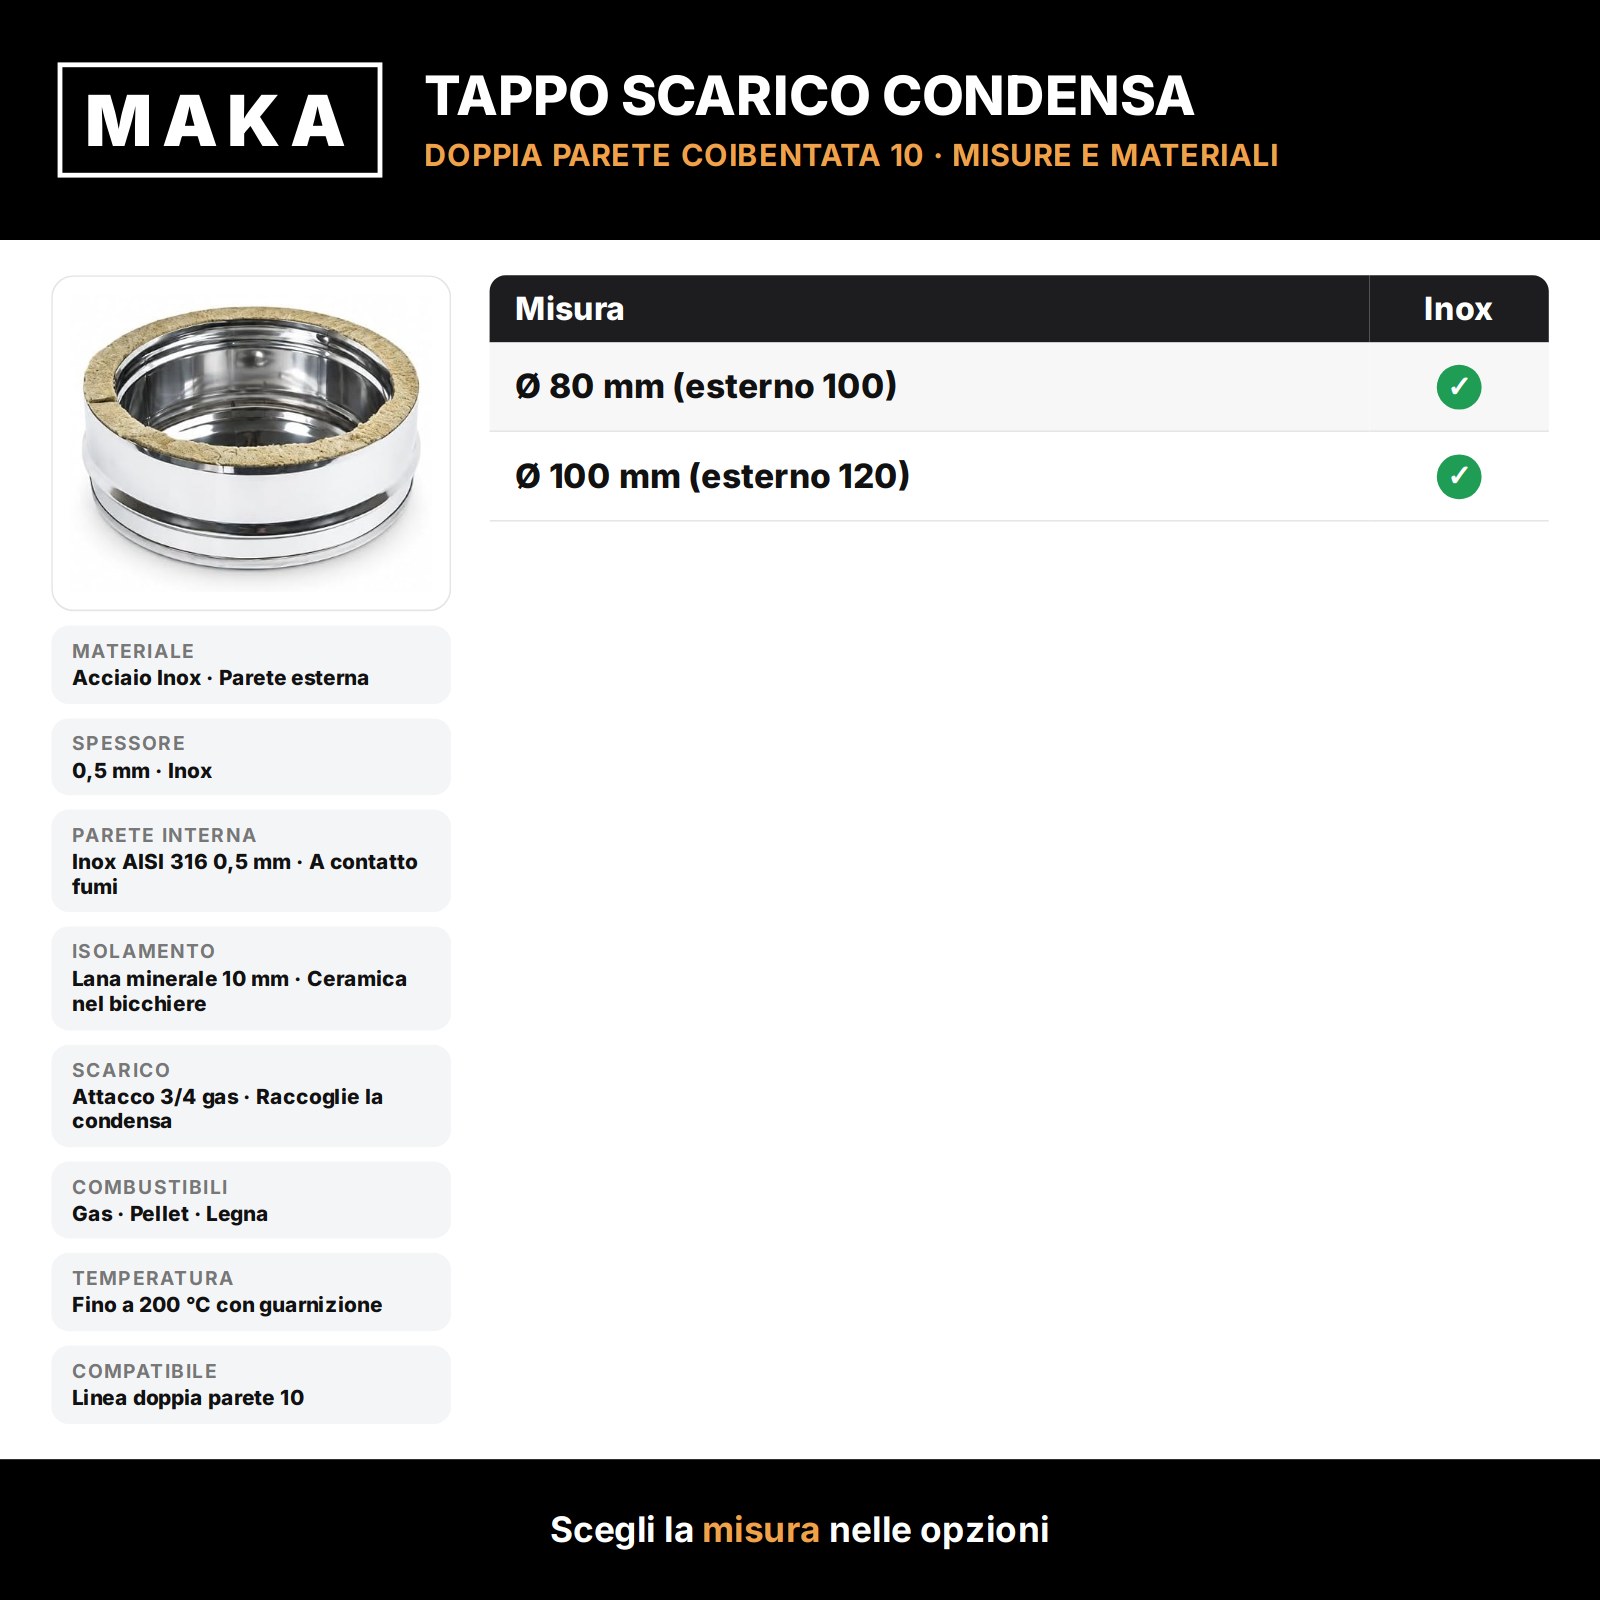 MAKA
TAPPO SCARICO CONDENSA
DOPPIA PARETE COIBENTATA 10 · MISURE E MATERIALI
Misura Inox
Ø 80 mm (esterno 100) ✓
Ø 100 mm (esterno 120) ✓
MATERIALE
Acciaio Inox · Parete esterna
SPESSORE
0,5 mm · Inox
PARETE INTERNA
Inox AISI 316 0,5 mm · A contatto
fumi
ISOLAMENTO
Lana minerale 10 mm · Ceramica
nel bicchiere
SCARICO
Attacco 3/4 gas · Raccoglie la
condensa
COMBUSTIBILI
Gas · Pellet · Legna
TEMPERATURA
Fino a 200 °C con guarnizione
COMPATIBILE
Linea doppia parete 10
Scegli la misura nelle opzioni